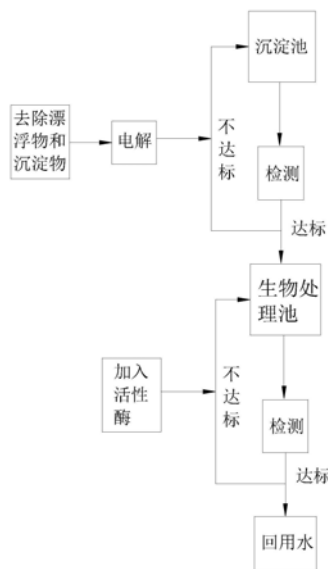 沉淀池
去除漂
浮物和
沉淀物
电解
不
达
标
检测
达标
生物处
理池
加入
活性
酶
不
达
标
检测
达标
回用水